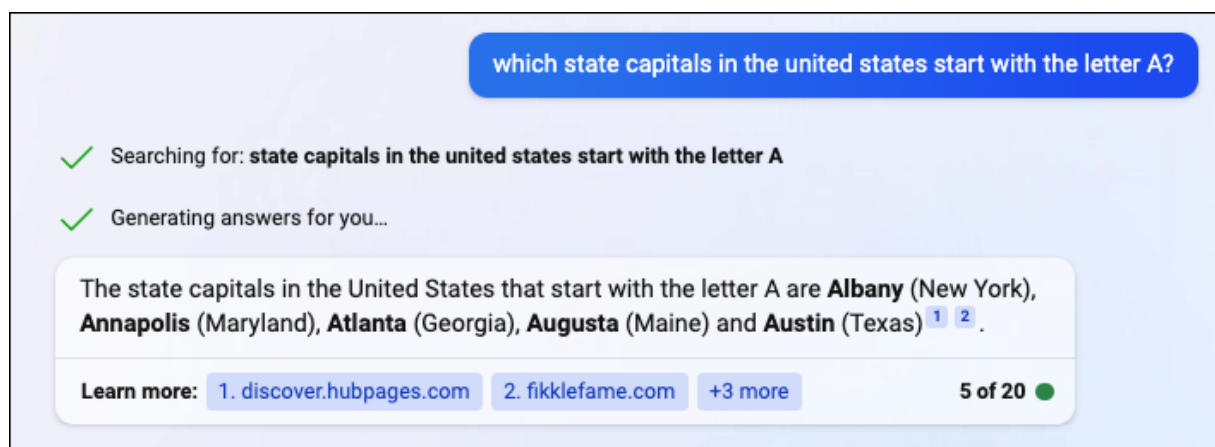 which state capitals in the united states start with the letter A?
Searching for: state capitals in the united states start with the letter A
Generating answers for you...
The state capitals in the United States that start with the letter A are Albany (New York),
Annapolis (Maryland), Atlanta (Georgia), Augusta (Maine) and Austin (Texas) 1 2 .
Learn more: 1. discover.hubpages.com 2. fikklefame.com +3 more 5 of 20